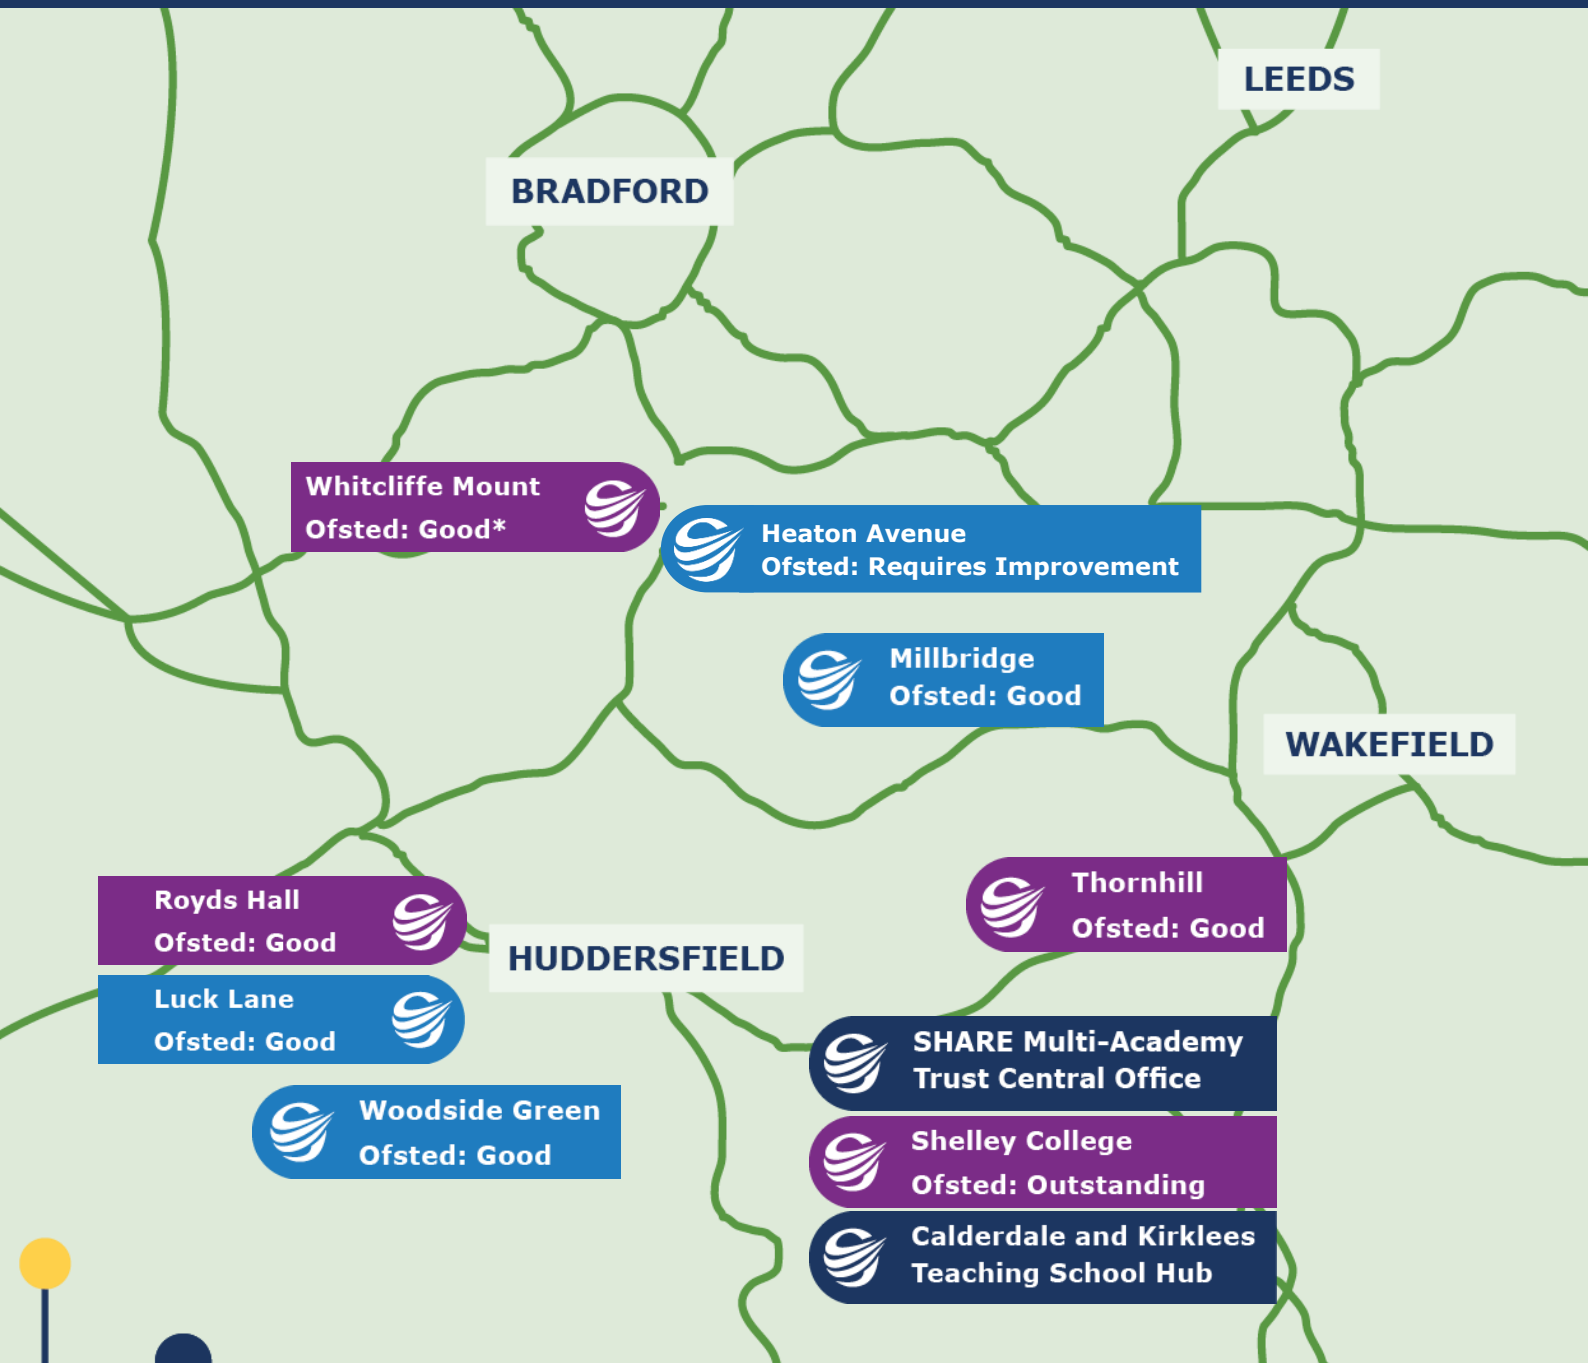 LEEDS
BRADFORD
Whitcliffe Mount
Ofsted: Good*
Heaton Avenue
Ofsted: Requires Improvement
Millbridge
Ofsted: Good
WAKEFIELD
Royds Hall
Ofsted: Good
Thornhill
Ofsted: Good
HUDDERSFIELD
Luck Lane
Ofsted: Good
SHARE Multi-Academy
Trust Central Office
Woodside Green
Ofsted: Good
Shelley College
Ofsted: Outstanding
Calderdale and Kirklees
Teaching School Hub